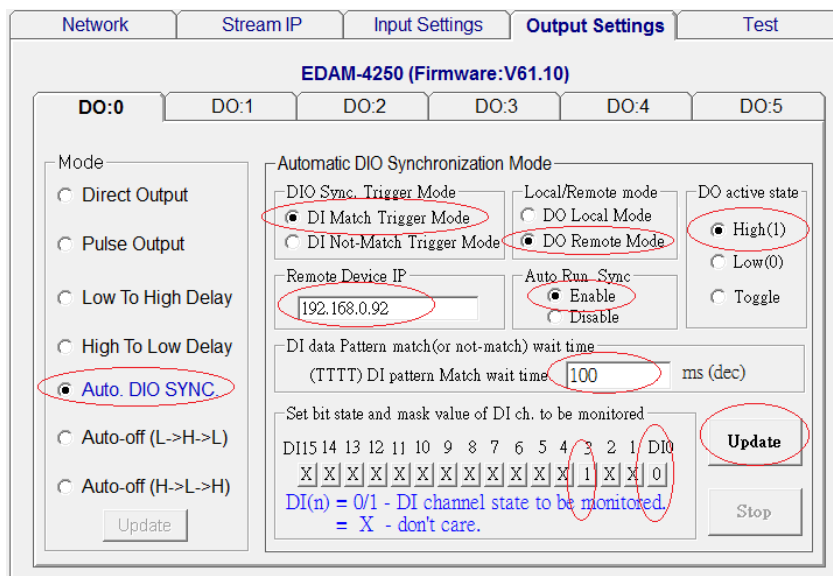 Network Stream IP Input Settings Output Settings Test
EDAM-4250 (Firmware:V61.10)
DO:0 DO:1 DO:2 DO:3 DO:4 DO:5
Mode
Direct Output
Pulse Output
Low To High Delay
High To Low Delay
Auto. DIO SYNC.
Auto-off (L->H->L)
Auto-off (H->L->H)
Update
Automatic DIO Synchronization Mode
DIO Sync. Trigger Mode
DI Match Trigger Mode
DI Not-Match Trigger Mode
Local/Remote mode
DO Local Mode
DO Remote Mode
DO active state
High(1)
Low(0)
Toggle
Remote Device IP
192.168.0.92
Auto Run Sync
Enable
Disable
DI data Pattern match(or not-match) wait time
(TTTT) DI pattern Match wait time 100 ms (dec)
Set bit state and mask value of DI ch. to be monitored
DI15 14 13 12 11 10 9 8 7 6 5 4 3 2 1 DI0
X X X X X X X X X X X X 1 X X 0
DI(n) = 0/1 - DI channel state to be monitored.
= X - don't care.
Update
Stop